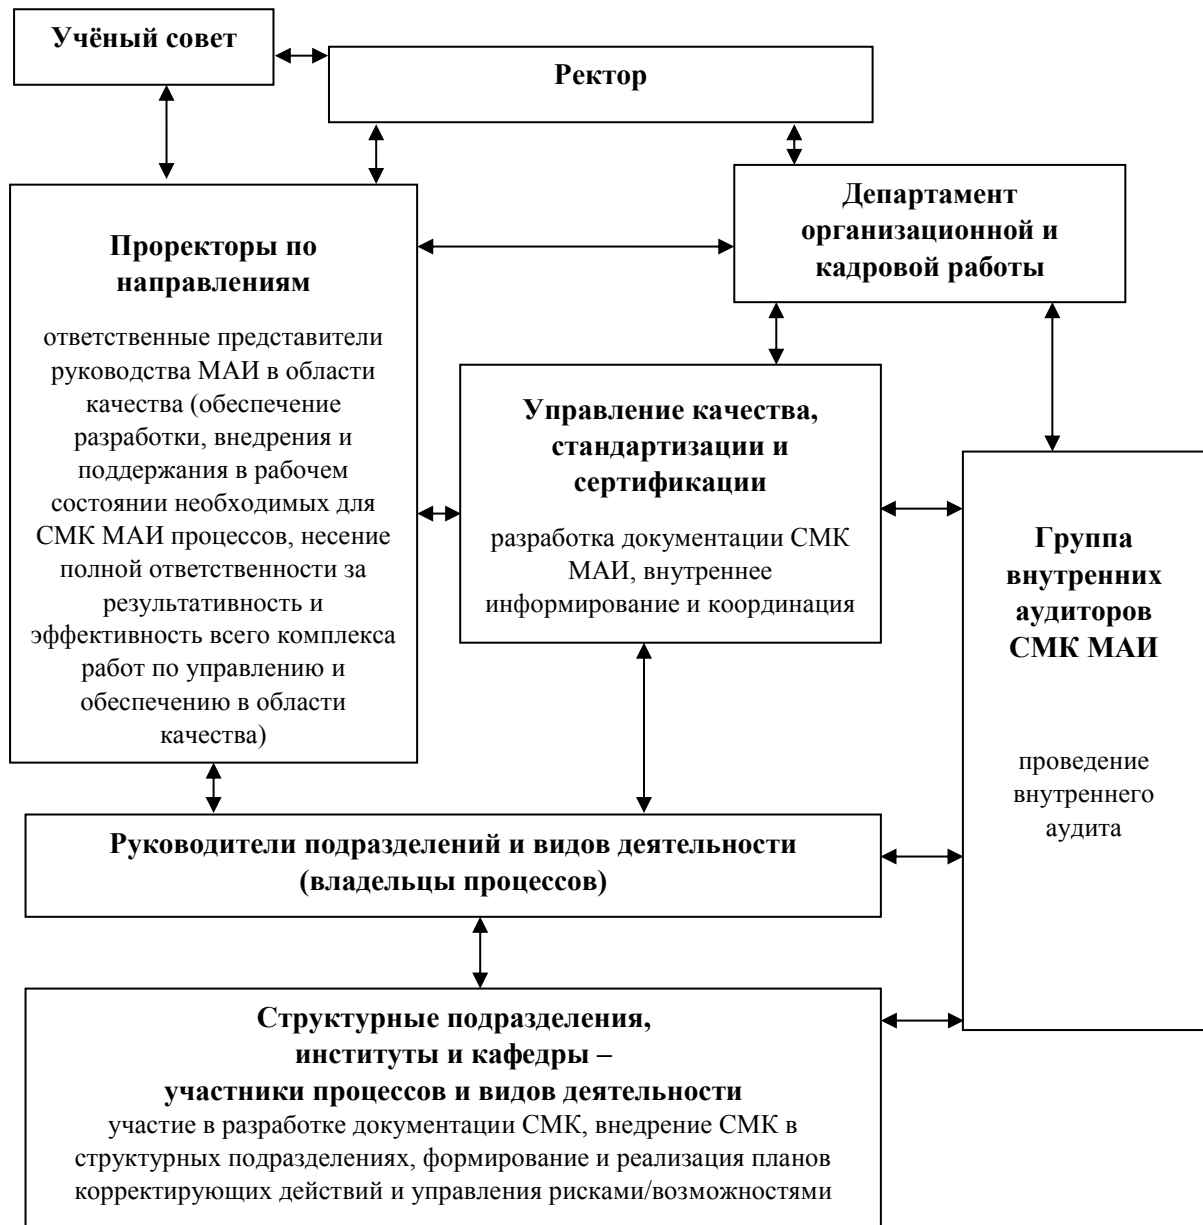 Учёный совет
Ректор
Департамент
организационной и
кадровой работы
Проректоры по
направлениям
ответственные представители
руководства МАИ в области
качества (обеспечение
разработки, внедрения и
поддержания в рабочем
состоянии необходимых для
СМК МАИ процессов, несение
полной ответственности за
результативность и
эффективность всего комплекса
работ по управлению и
обеспечению в области
качества)
Управление качества,
стандартизации и
сертификации
разработка документации СМК
МАИ, внутреннее
информирование и координация
Группа
внутренних
аудиторов
СМК МАИ
проведение
внутреннего
аудита
Руководители подразделений и видов деятельности
(владельцы процессов)
Структурные подразделения,
институты и кафедры –
участники процессов и видов деятельности
участие в разработке документации СМК, внедрение СМК в
структурных подразделениях, формирование и реализация планов
корректирующих действий и управления рисками/возможностями